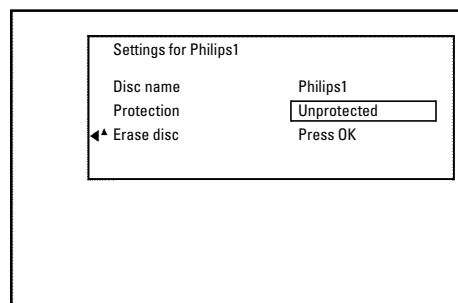 Settings for Philips1
Disc name Philips1
Protection Unprotected
Erase disc Press OK